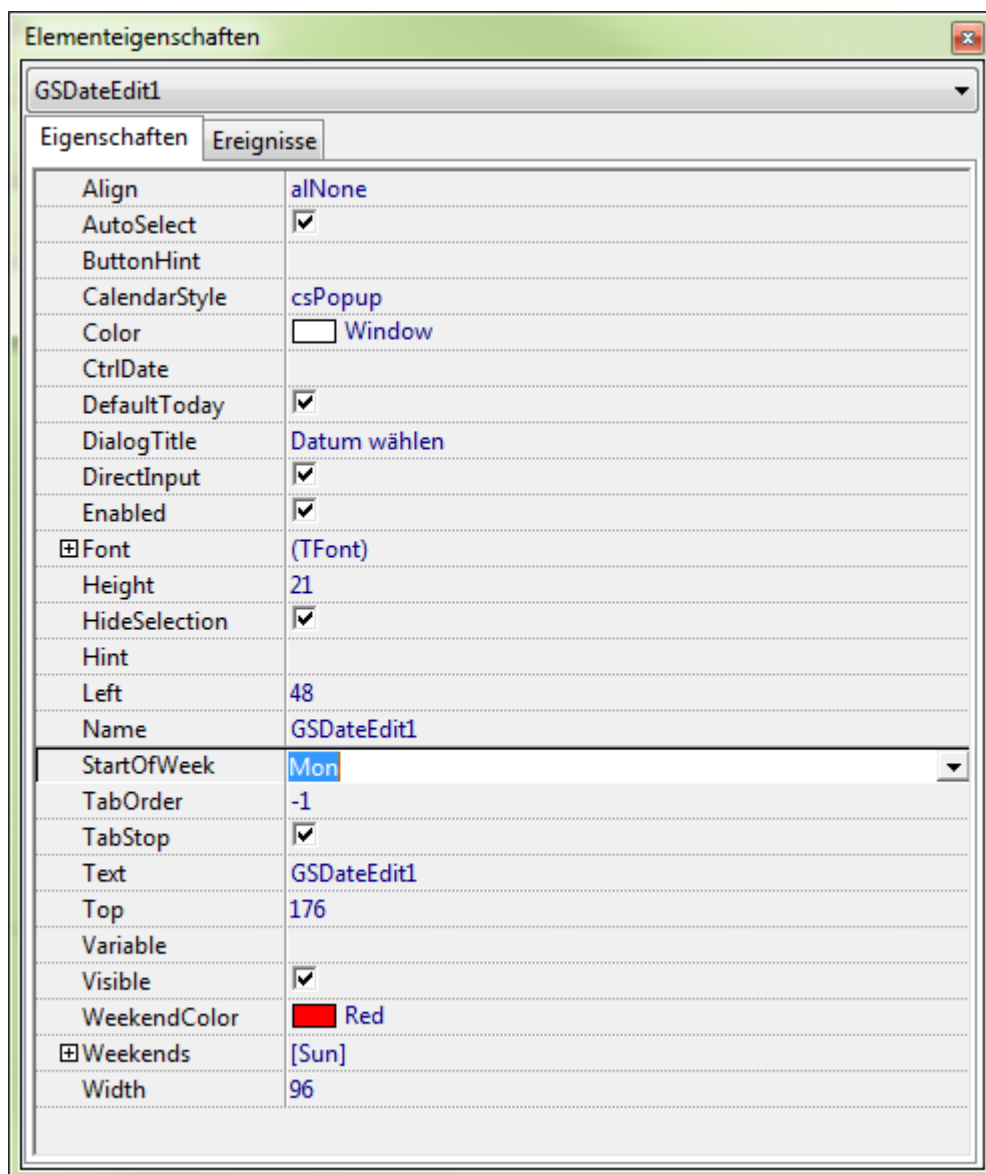 Elementeigenschaften
GSDateEdit1
Eigenschaften Ereignisse
Align alNone
AutoSelect
ButtonHint
CalendarStyle csPopup
Color Window
CtrlDate
DefaultToday
DialogTitle Datum wählen
DirectInput
Enabled
Font (TFont)
Height 21
HideSelection
Hint
Left 48
Name GSDateEdit1
StartOfWeek Mon
TabOrder -1
TabStop
Text GSDateEdit1
Top 176
Variable
Visible
WeekendColor Red
Weekends [Sun]
Width 96